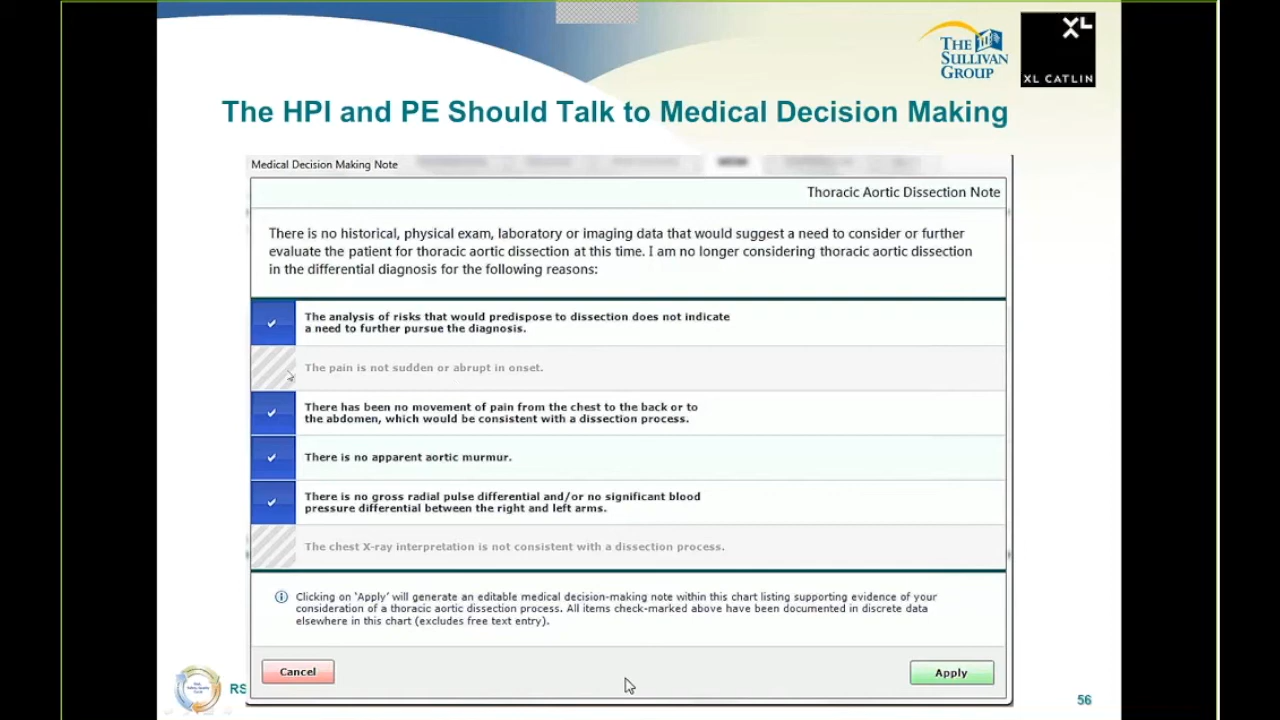 THE
SULLIVAN
GROUP
XL
XL CATLIN
The HPI and PE Should Talk to Medical Decision Making
Medical Decision Making Note
Thoracic Aortic Dissection Note
There is no historical, physical exam, laboratory or imaging data that would suggest a need to consider or further
evaluate the patient for thoracic aortic dissection at this time. I am no longer considering thoracic aortic dissection
in the differential diagnosis for the following reasons:
The analysis of risks that would predispose to dissection does not indicate
a need to further pursue the diagnosis.
The pain is not sudden or abrupt in onset.
There has been no movement of pain from the chest to the back or to
the abdomen, which would be consistent with a dissection process.
There is no apparent aortic murmur.
There is no gross radial pulse differential and/or no significant blood
pressure differential between the right and left arms.
The chest X-ray interpretation is not consistent with a dissection process.
Clicking on 'Apply' will generate an editable medical decision-making note within this chart listing supporting evidence of your
consideration of a thoracic aortic dissection process. All items check-marked above have been documented in discrete data
elsewhere in this chart (excludes free text entry).
Cancel
Apply
RS
56